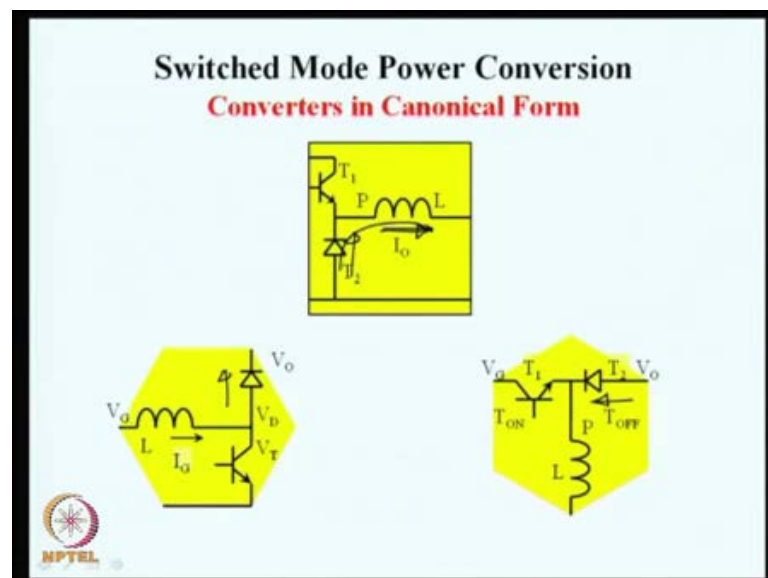 Switched Mode Power Conversion
Converters in Canonical Form
T1
P L
IO
T2
VO
VG
VD
L
IG
VT
VG T1 T2 VO
TON
P
TOFF
L
NPTEL